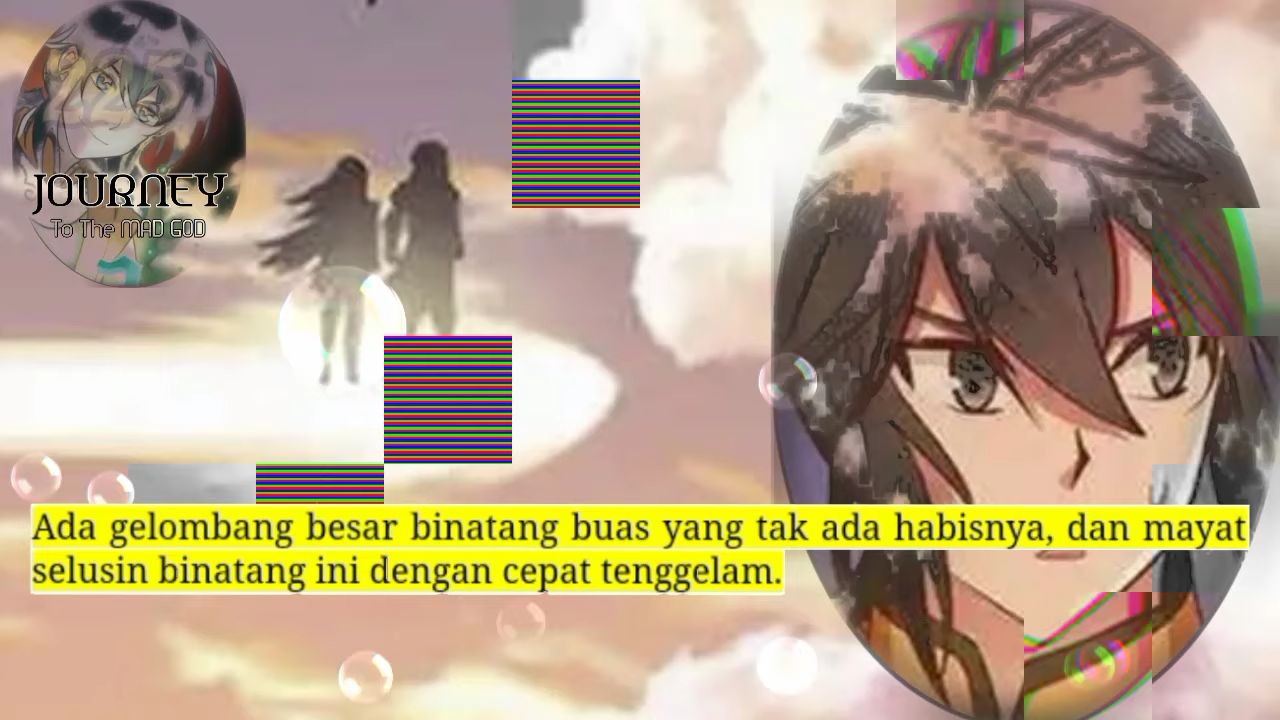 JOURNEY
To The MAD GOD
Ada gelombang besar binatang buas yang tak ada habisnya, dan mayat
selusin binatang ini dengan cepat tenggelam.